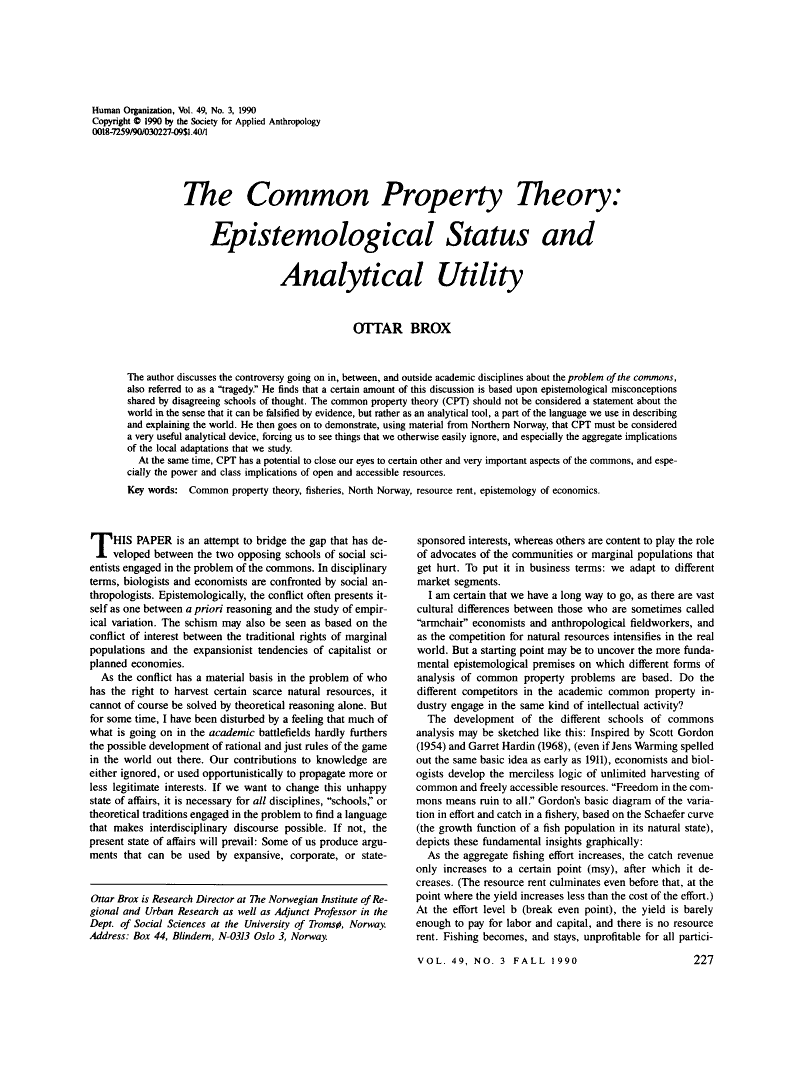 Human Organization, Vol. 49, No. 3, 1990
Copyright © 1990 by the Society for Applied Anthropology
0018-7259/90/030227-09$1.40/1
The Common Property Theory:
Epistemological Status and
Analytical Utility
OTTAR BROX
The author discusses the controversy going on in, between, and outside academic disciplines about the problem of the commons,
also referred to as a "tragedy." He finds that a certain amount of this discussion is based upon epistemological misconceptions
shared by disagreeing schools of thought. The common property theory (CPT) should not be considered a statement about the
world in the sense that it can be falsified by evidence, but rather as an analytical tool, a part of the language we use in describing
and explaining the world. He then goes on to demonstrate, using material from Northern Norway, that CPT must be considered
a very useful analytical device, forcing us to see things that we otherwise easily ignore, and especially the aggregate implications
of the local adaptations that we study.
At the same time, CPT has a potential to close our eyes to certain other and very important aspects of the commons, and espe-
cially the power and class implications of open and accessible resources.
Key words: Common property theory, fisheries, North Norway, resource rent, epistemology of economics.
THIS PAPER is an attempt to bridge the gap that has de-
veloped between the two opposing schools of social sci-
entists engaged in the problem of the commons. In disciplinary
terms, biologists and economists are confronted by social an-
thropologists. Epistemologically, the conflict often presents it-
self as one between a priori reasoning and the study of empir-
ical variation. The schism may also be seen as based on the
conflict of interest between the traditional rights of marginal
populations and the expansionist tendencies of capitalist or
planned economies.
As the conflict has a material basis in the problem of who
has the right to harvest certain scarce natural resources, it
cannot of course be solved by theoretical reasoning alone. But
for some time, I have been disturbed by a feeling that much of
what is going on in the academic battlefields hardly furthers
the possible development of rational and just rules of the game
in the world out there. Our contributions to knowledge are
either ignored, or used opportunistically to propagate more or
less legitimate interests. If we want to change this unhappy
state of affairs, it is necessary for all disciplines, "schools," or
theoretical traditions engaged in the problem to find a language
that makes interdisciplinary discourse possible. If not, the
present state of affairs will prevail: Some of us produce argu-
ments that can be used by expansive, corporate, or state-
Ottar Brox is Research Director at The Norwegian Institute of Re-
gional and Urban Research as well as Adjunct Professor in the
Dept. of Social Sciences at the University of Tromsø, Norway.
Address: Box 44, Blindern, N-0313 Oslo 3, Norway.
sponsored interests, whereas others are content to play the role
of advocates of the communities or marginal populations that
get hurt. To put it in business terms: we adapt to different
market segments.
I am certain that we have a long way to go, as there are vast
cultural differences between those who are sometimes called
"armchair" economists and anthropological fieldworkers, and
as the competition for natural resources intensifies in the real
world. But a starting point may be to uncover the more funda-
mental epistemological premises on which different forms of
analysis of common property problems are based. Do the
different competitors in the academic common property in-
dustry engage in the same kind of intellectual activity?
The development of the different schools of commons
analysis may be sketched like this: Inspired by Scott Gordon
(1954) and Garret Hardin (1968), (even if Jens Warming spelled
out the same basic idea as early as 1911), economists and biol-
ogists develop the merciless logic of unlimited harvesting of
common and freely accessible resources. "Freedom in the com-
mons means ruin to all." Gordon's basic diagram of the varia-
tion in effort and catch in a fishery, based on the Schaefer curve
(the growth function of a fish population in its natural state),
depicts these fundamental insights graphically:
As the aggregate fishing effort increases, the catch revenue
only increases to a certain point (msy), after which it de-
creases. (The resource rent culminates even before that, at the
point where the yield increases less than the cost of the effort.)
At the effort level b (break even point), the yield is barely
enough to pay for labor and capital, and there is no resource
rent. Fishing becomes, and stays, unprofitable for all partici-
VOL. 49, NO. 3 FALL 1990
227